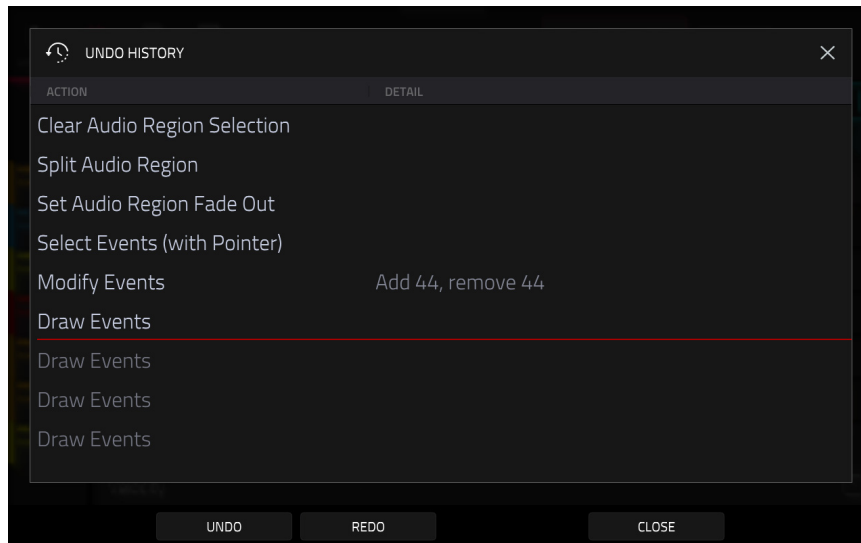 UNDO HISTORY
ACTION DETAIL
Clear Audio Region Selection
Split Audio Region
Set Audio Region Fade Out
Select Events (with Pointer)
Modify Events Add 44, remove 44
Draw Events
Draw Events
Draw Events
Draw Events
UNDO REDO CLOSE